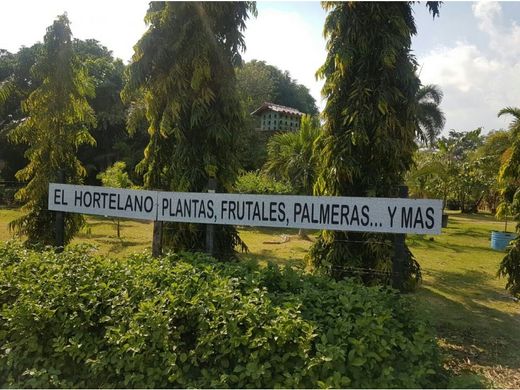 EL HORTELANO PLANTAS, FRUTALES, PALMERAS... Y MAS